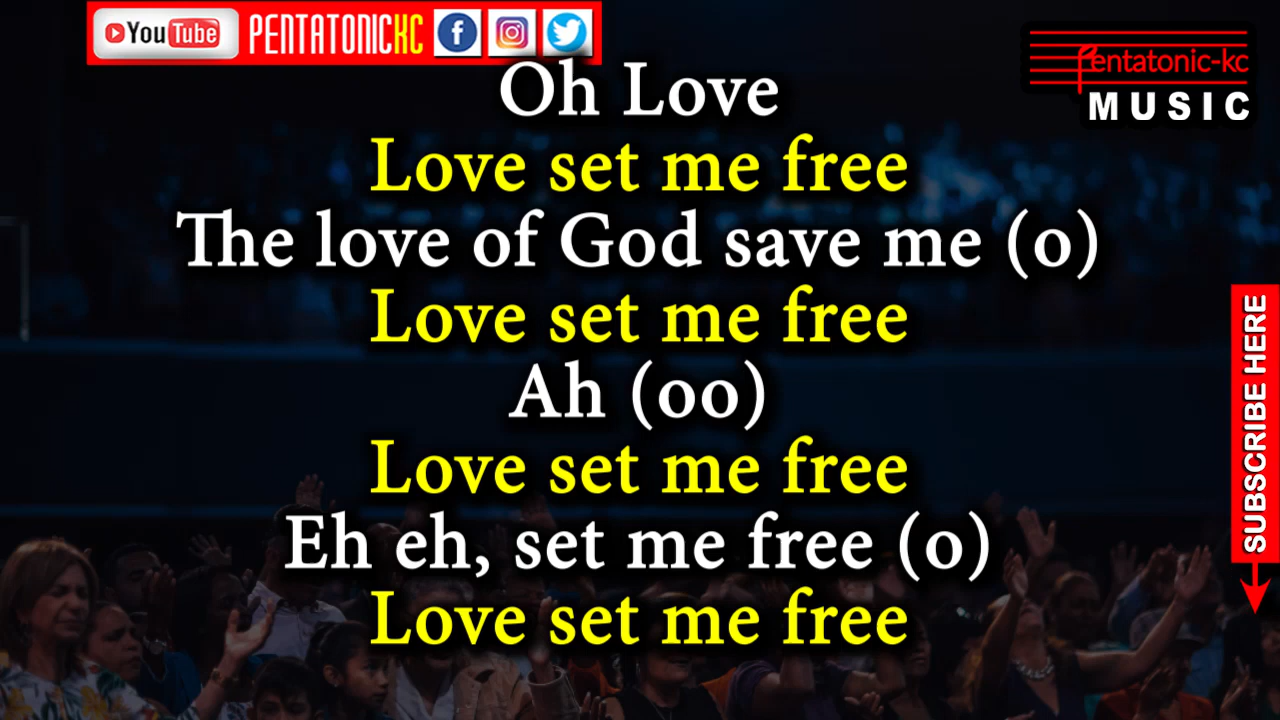 YouTube PENTATONICKC
Pentatonic-kc
MUSIC
Oh Love
Love set me free
The love of God save me (o)
Love set me free
Ah (oo)
Love set me free
Eh eh, set me free (o)
Love set me free
SUBSCRIBE HERE